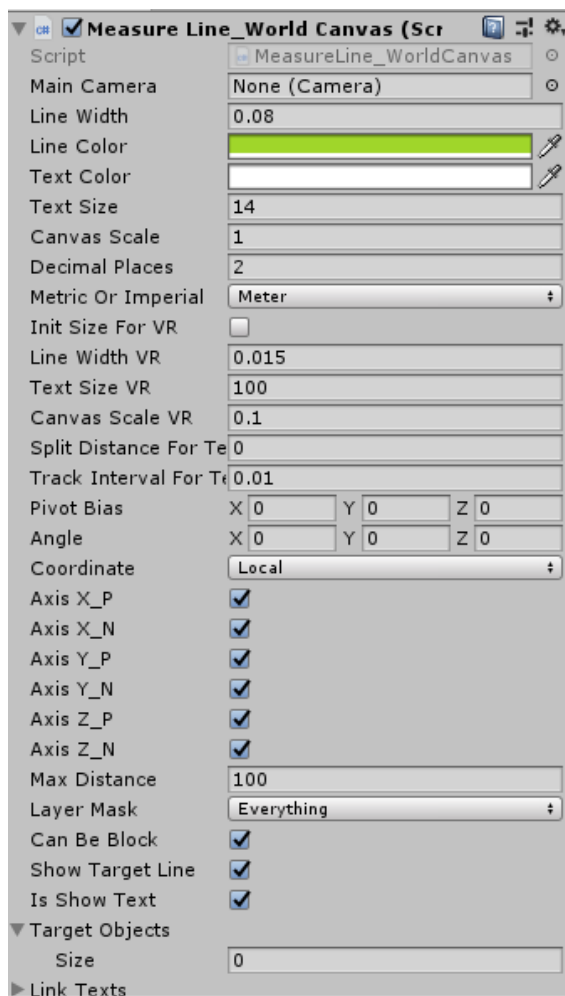 Measure Line_World Canvas (Scr
Script MeasureLine_WorldCanvas
Main Camera None (Camera)
Line Width 0.08
Line Color
Text Color
Text Size 14
Canvas Scale 1
Decimal Places 2
Metric Or Imperial Meter
Init Size For VR
Line Width VR 0.015
Text Size VR 100
Canvas Scale VR 0.1
Split Distance For Te 0
Track Interval For Te 0.01
Pivot Bias X 0 Y 0 Z 0
Angle X 0 Y 0 Z 0
Coordinate Local
Axis X_P
Axis X_N
Axis Y_P
Axis Y_N
Axis Z_P
Axis Z_N
Max Distance 100
Layer Mask Everything
Can Be Block
Show Target Line
Is Show Text
Target Objects
Size 0
Link Texts